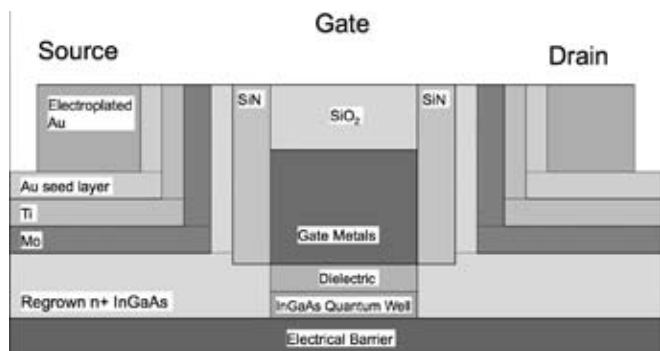 Gate
Source
Drain
SiN
SiN
Electroplated
Au
SiO2
Au seed layer
Ti
Gate Metals
Mo
Dielectric
Regrown n+ InGaAs
InGaAs Quantum Well
Electrical Barrier